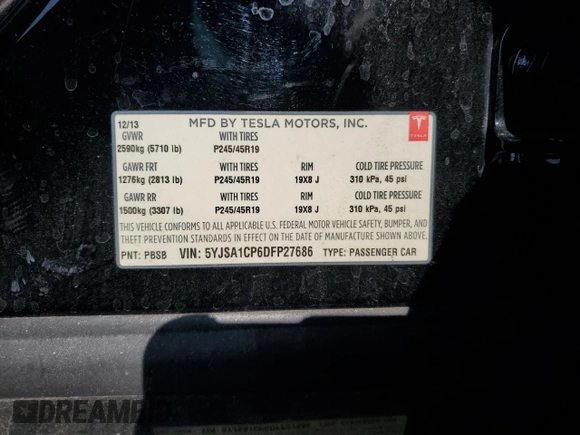 12/13 MFD BY TESLA MOTORS, INC.
GVWR WITH TIRES
2590kg (5710 lb) P245/45R19
GAWR FRT WITH TIRES RIM COLD TIRE PRESSURE
1276kg (2813 lb) P245/45R19 19X8 J 310 kPa, 45 psi
GAWR RR WITH TIRES RIM COLD TIRE PRESSURE
1500kg (3307 lb) P245/45R19 19X8 J 310 kPa, 45 psi
THIS VEHICLE CONFORMS TO ALL APPLICABLE U.S. FEDERAL MOTOR VEHICLE SAFETY, BUMPER, AND
THEFT PREVENTION STANDARDS IN EFFECT ON THE DATE OF MANUFACTURE SHOWN ABOVE.
PNT: PBSB VIN: 5YJSA1CP6DFP27686 TYPE: PASSENGER CAR